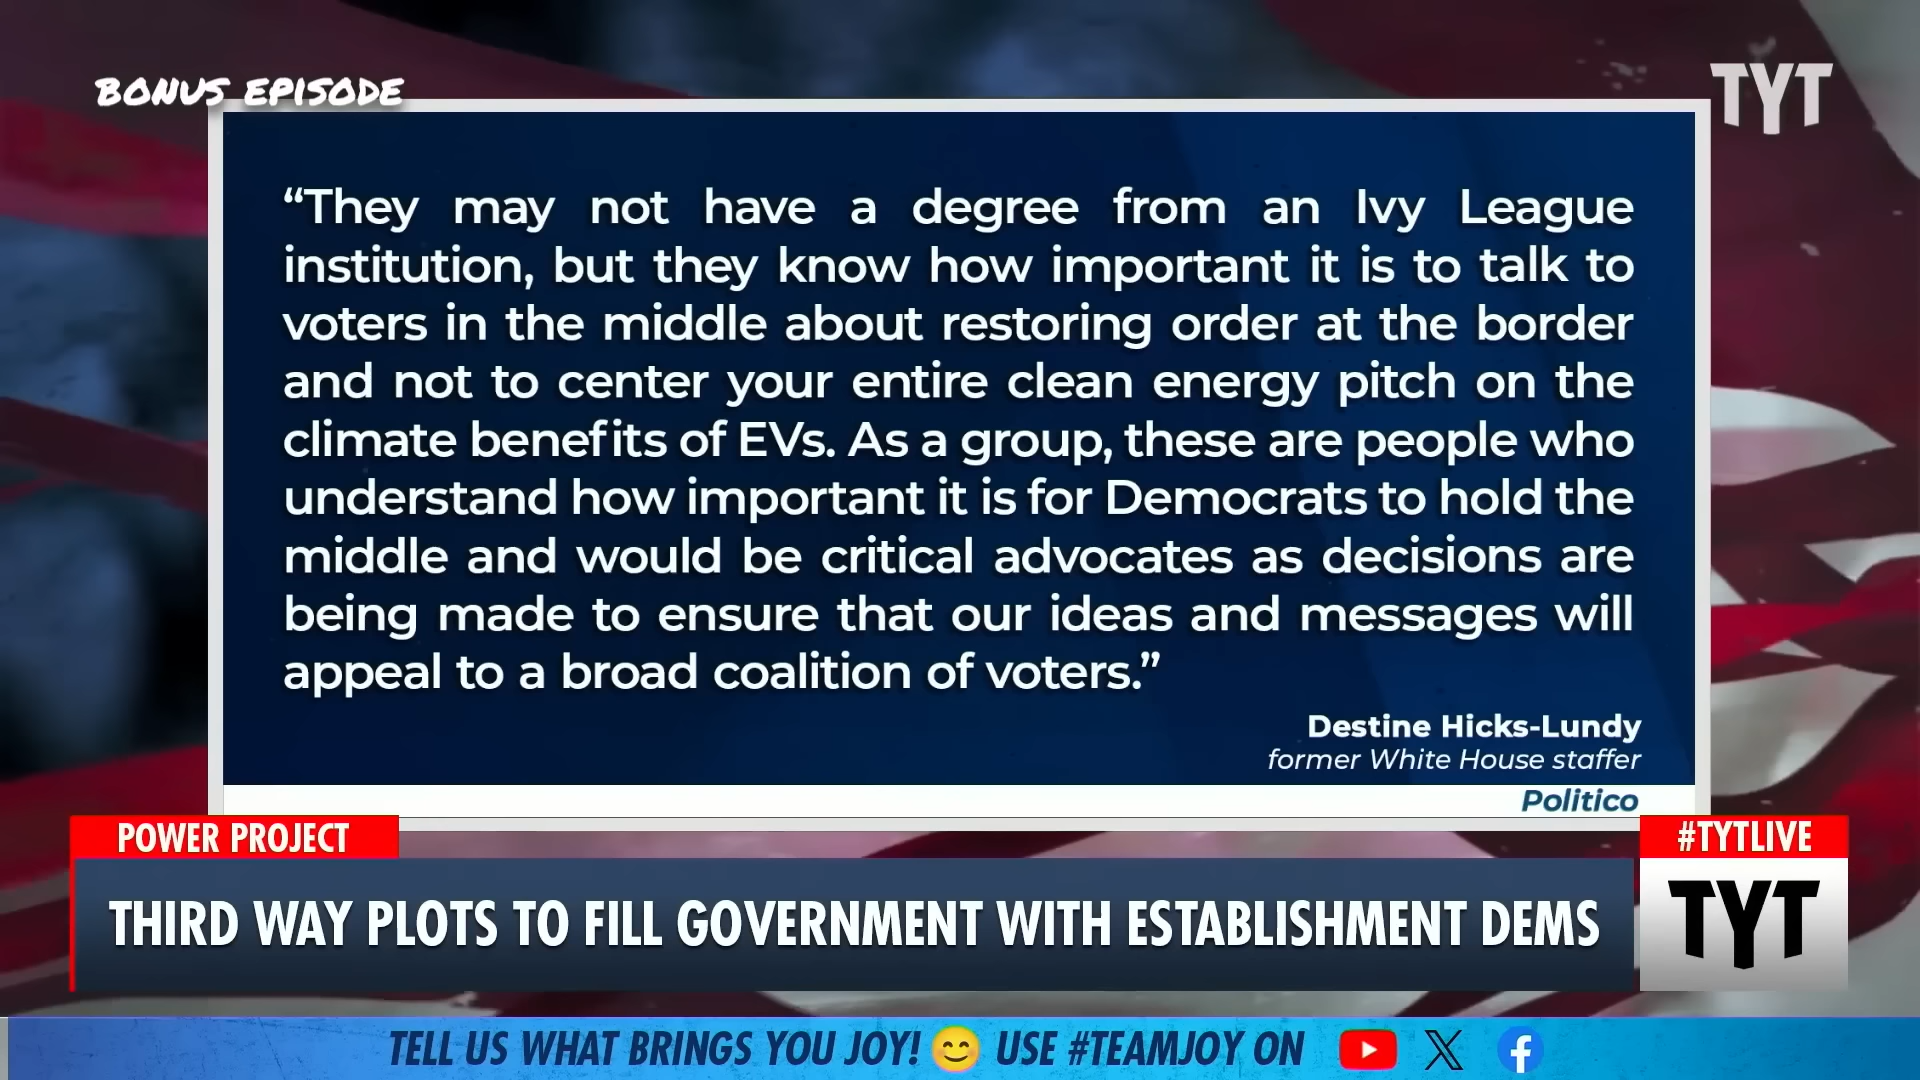 BONUS EPISODE
TYT
“They may not have a degree from an Ivy League
institution, but they know how important it is to talk to
voters in the middle about restoring order at the border
and not to center your entire clean energy pitch on the
climate benefits of EVs. As a group, these are people who
understand how important it is for Democrats to hold the
middle and would be critical advocates as decisions are
being made to ensure that our ideas and messages will
appeal to a broad coalition of voters.”
Destine Hicks-Lundy
former White House staffer
Politico
POWER PROJECT
#TYTLIVE
THIRD WAY PLOTS TO FILL GOVERNMENT WITH ESTABLISHMENT DEMS
TYT
TELL US WHAT BRINGS YOU JOY! 😊 USE #TEAMJOY ON